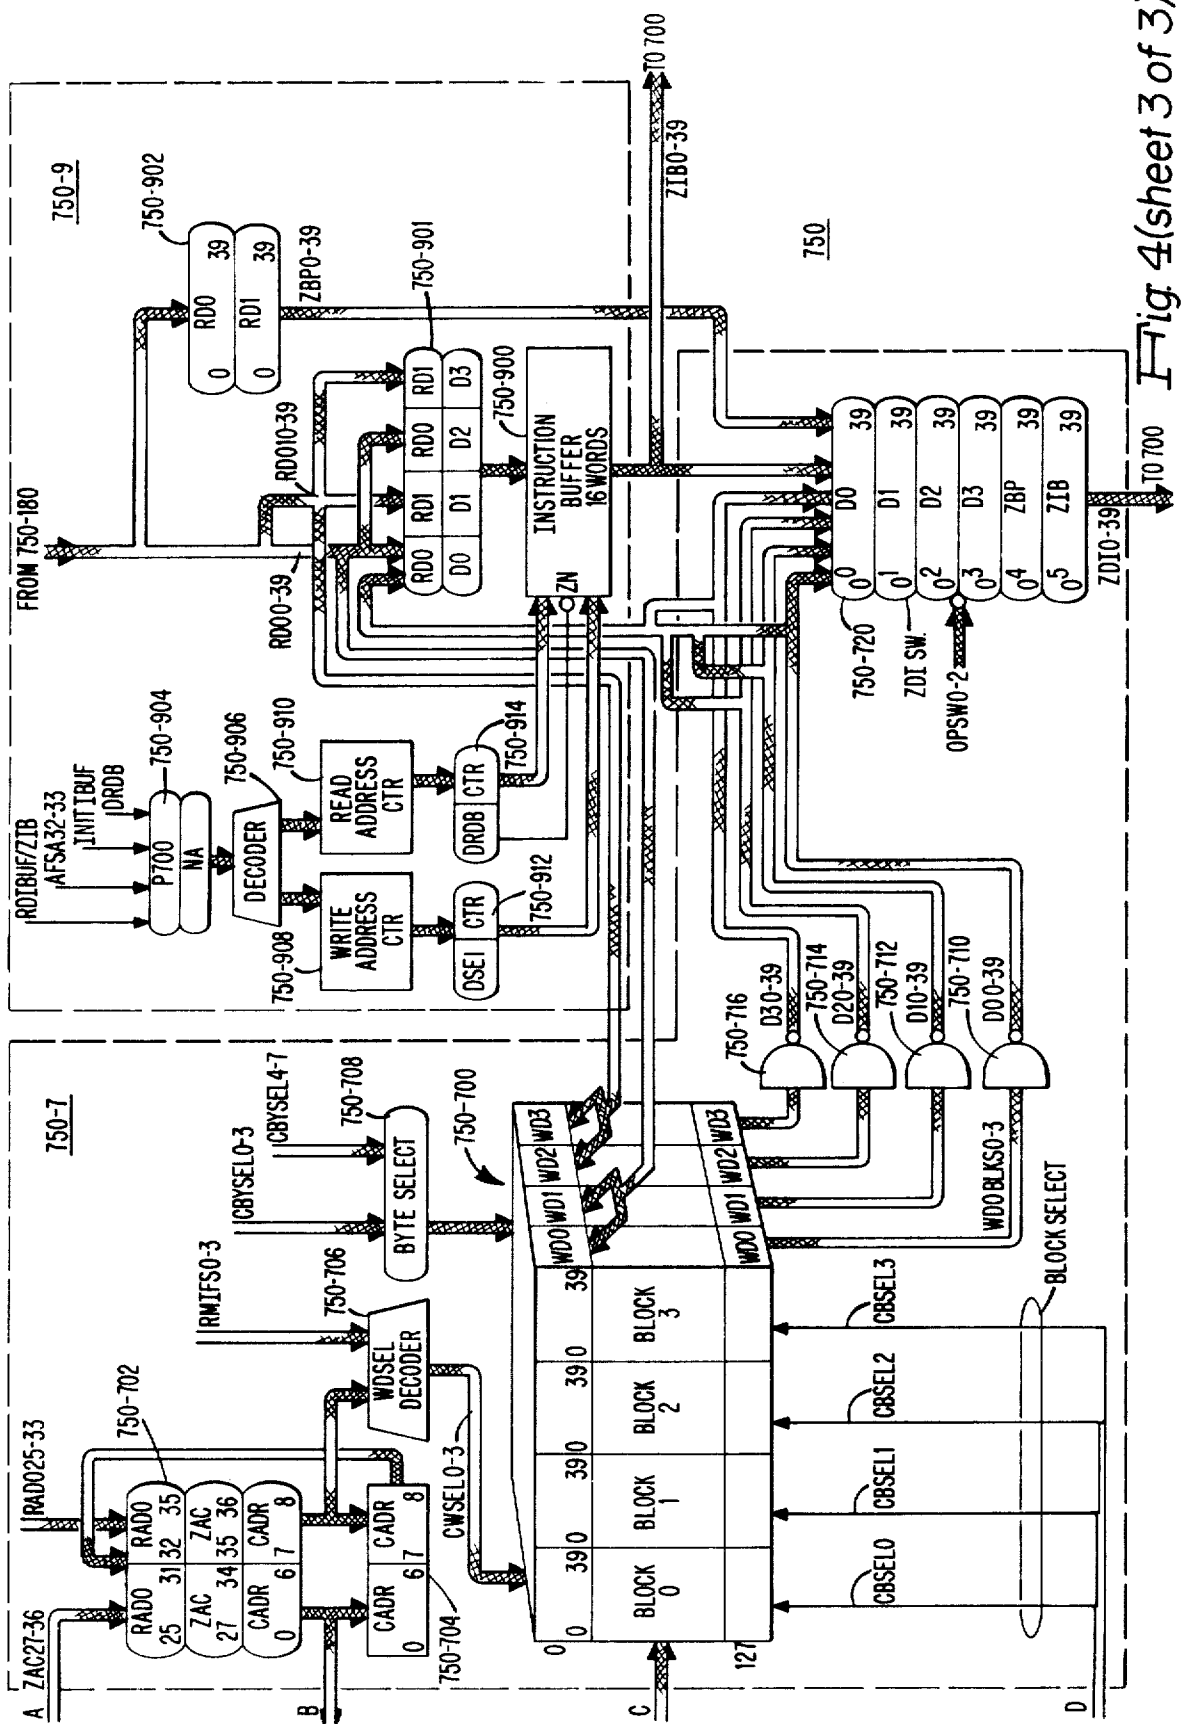 Fig. 4 (sheet 3 of 3)
FROM 750-180
750-9
750-902
RD0
0
39
RD1
0
39
ZBP0-39
RD00-39
RD010-39
750-901
RD0
RD1
RD0
RD1
D0
D1
D2
D3
750-900
INSTRUCTION
BUFFER
16 WORDS
ZN
ZIB0-39
TO 700
RDIBUF/ZIB
AFSA32-33
INITIBUF
DRDB
750-904
P700
NA
750-906
DECODER
750-910
READ
ADDRESS
CTR
750-908
WRITE
ADDRESS
CTR
750-914
DRDB
CTR
750-912
DSE1
CTR
750-7
A
ZAC27-36
RAD025-33
750-702
RADO
RADO
25
31
32
35
ZAC
ZAC
27
34
35
36
CADR
CADR
0
6
7
8
CADR
CADR
0
6
7
8
750-704
B
RMIFS0-3
750-706
WDSEL
DECODER
CWSEL0-3
CBYSEL0-3
CBYSEL4-7
750-708
BYTE SELECT
750-700
WD0
WD1
WD2
WD3
0
0
39
0
39
0
39
0
39
BLOCK
0
BLOCK
1
BLOCK
2
BLOCK
3
127
C
WD0
WD1
WD2
WD3
CBSEL0
CBSEL1
CBSEL2
CBSEL3
BLOCK SELECT
D
WDOBLKS0-3
750-716
D30-39
750-714
D20-39
750-712
D10-39
750-710
D00-39
750
750-720
ZDI SW.
OPSW0-2
0
0
D0
39
0
1
D1
39
0
2
D2
39
0
3
D3
39
0
4
ZBP
39
0
5
ZIB
39
ZDI0-39
TO 700